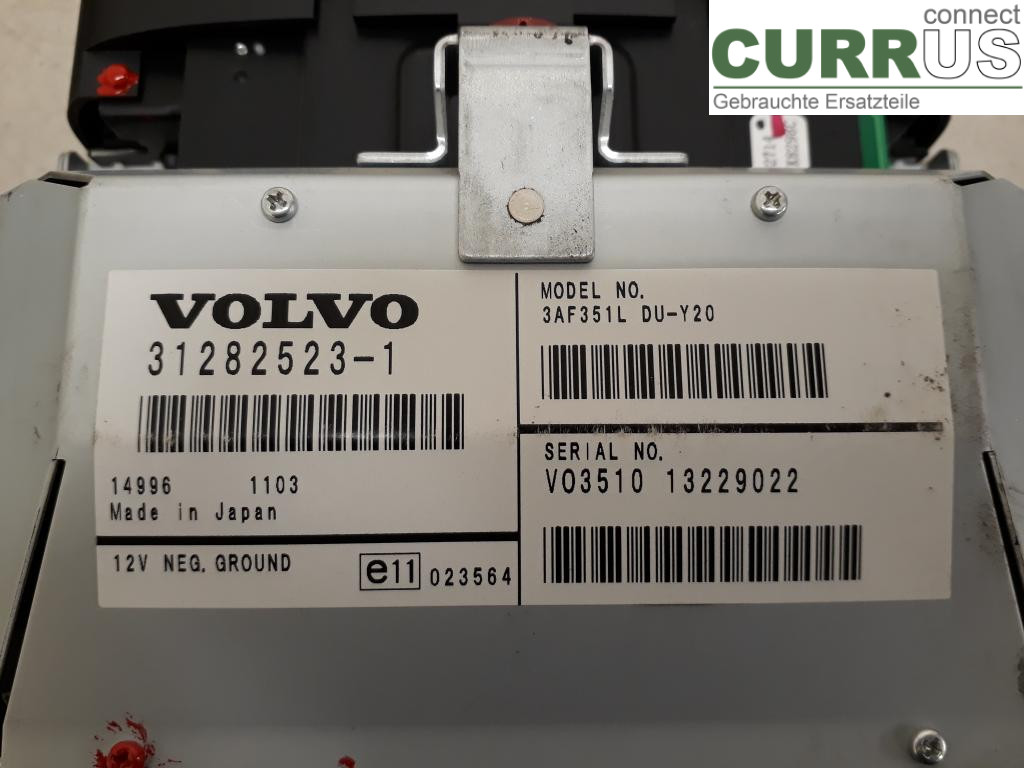 connect
CURRUS
Gebrauchte Ersatzteile
VOLVO
31282523-1
14996 1103
Made in Japan
12V NEG. GROUND
e11 023564
MODEL NO.
3AF351L DU-Y20
SERIAL NO.
VO3510 13229022